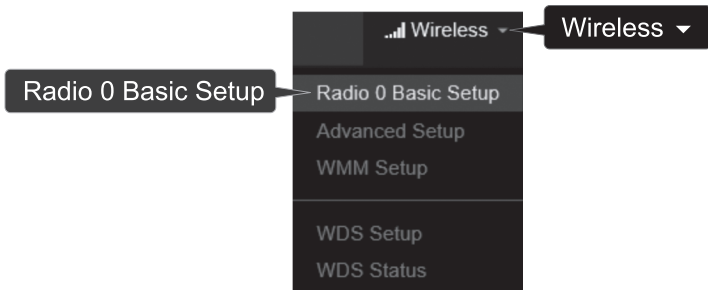 Wireless
Wireless
Radio 0 Basic Setup
Radio 0 Basic Setup
Advanced Setup
WMM Setup
WDS Setup
WDS Status